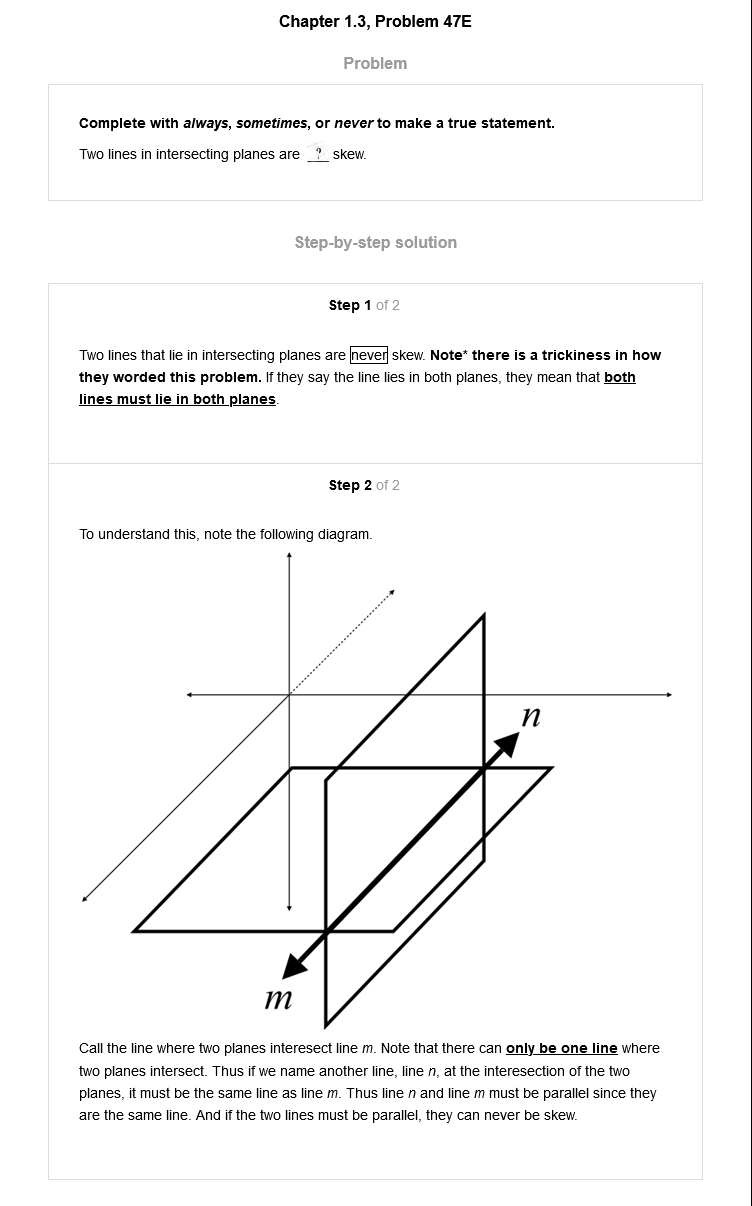 Chapter 1.3, Problem 47E
Problem
Complete with always, sometimes, or never to make a true statement.
Two lines in intersecting planes are ? skew.
Step-by-step solution
Step 1 of 2
Two lines that lie in intersecting planes are never skew. Note* there is a trickiness in how
they worded this problem. If they say the line lies in both planes, they mean that both
lines must lie in both planes.
Step 2 of 2
To understand this, note the following diagram.
n
m
Call the line where two planes interesect line m. Note that there can only be one line where
two planes intersect. Thus if we name another line, line n, at the interesection of the two
planes, it must be the same line as line m. Thus line n and line m must be parallel since they
are the same line. And if the two lines must be parallel, they can never be skew.